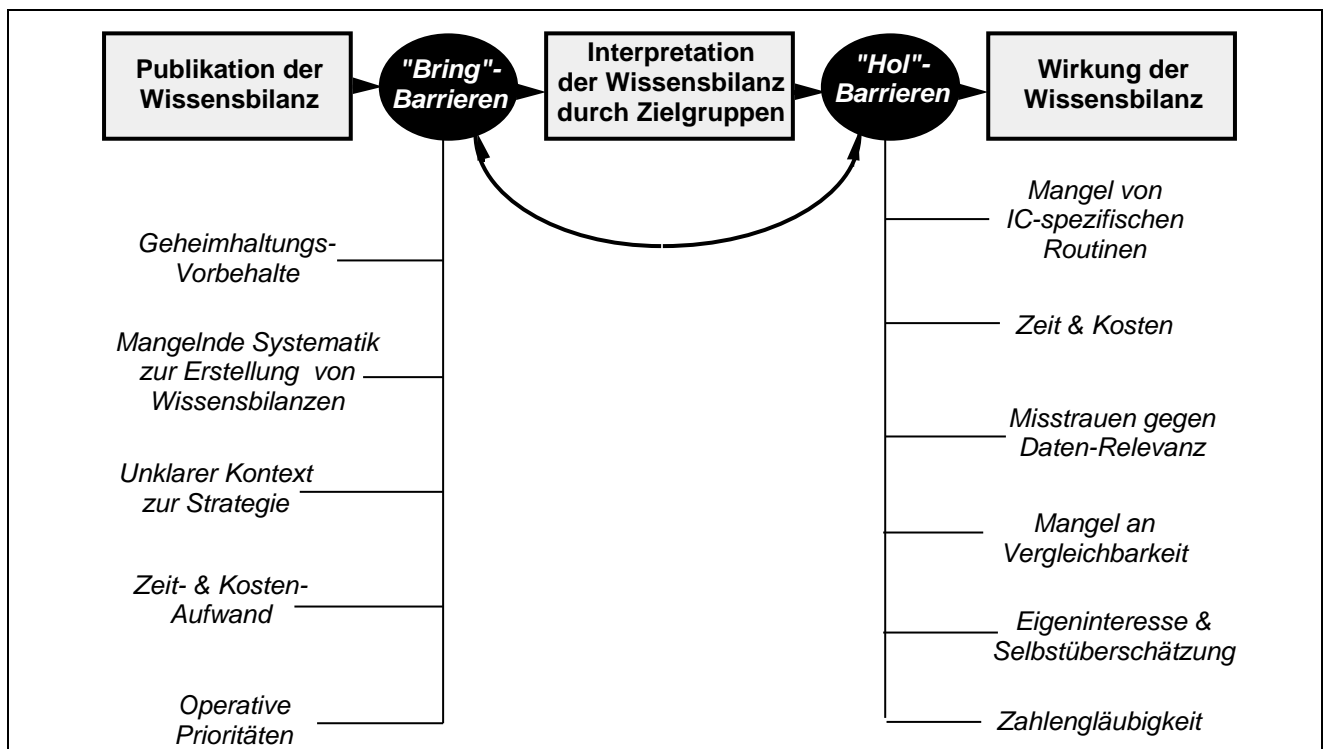 Publikation der
Wissensbilanz
"Bring"-
Barrieren
Interpretation
der Wissensbilanz
durch Zielgruppen
"Hol"-
Barrieren
Wirkung der
Wissensbilanz
Geheimhaltungs-
Vorbehalte
Mangelnde Systematik
zur Erstellung von
Wissensbilanzen
Unklarer Kontext
zur Strategie
Zeit- & Kosten-
Aufwand
Operative
Prioritäten
Mangel von
IC-spezifischen
Routinen
Zeit & Kosten
Misstrauen gegen
Daten-Relevanz
Mangel an
Vergleichbarkeit
Eigeninteresse &
Selbstüberschätzung
Zahlengläubigkeit